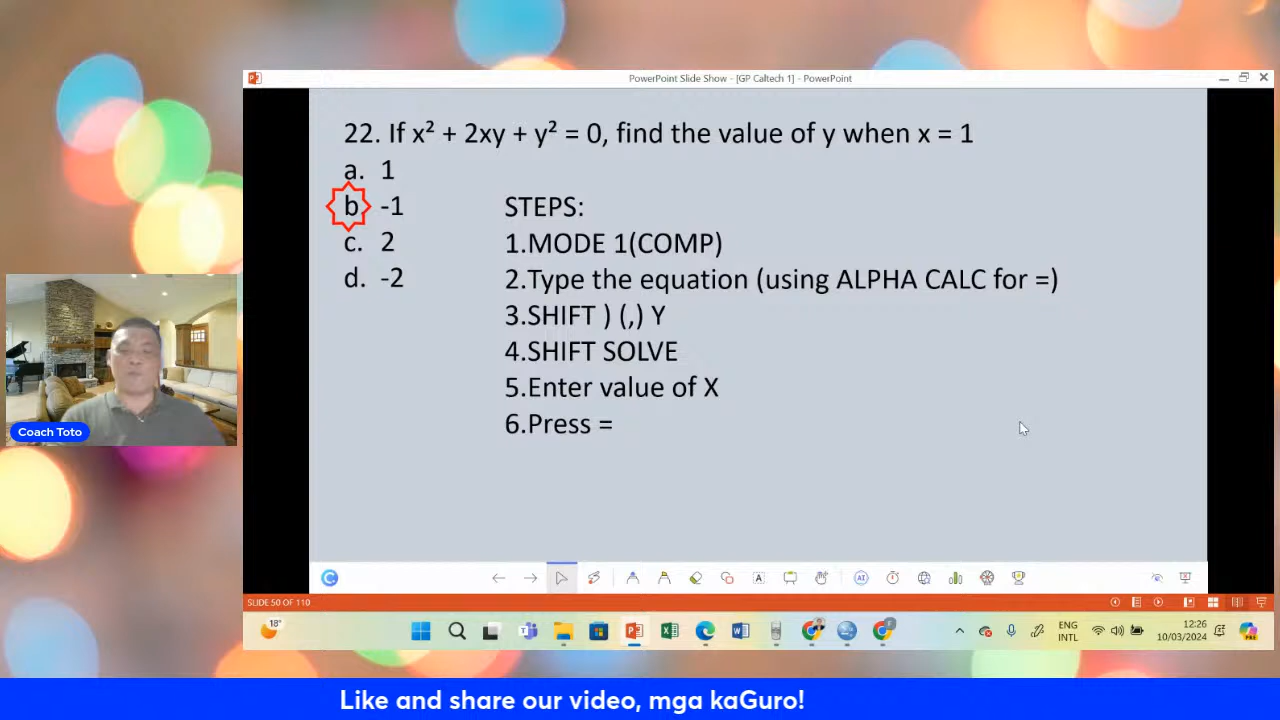 PowerPoint Slide Show - [GP Caltech 1] - PowerPoint
22. If x² + 2xy + y² = 0, find the value of y when x = 1
a. 1
b -1
c. 2
d. -2
STEPS:
1.MODE 1(COMP)
2.Type the equation (using ALPHA CALC for =)
3.SHIFT ) (,) Y
4.SHIFT SOLVE
5.Enter value of X
6.Press =
Coach Toto
A
AI
SLIDE 50 OF 110
18°
ENG
INTL
12:26
10/03/2024
Like and share our video, mga kaGuro!